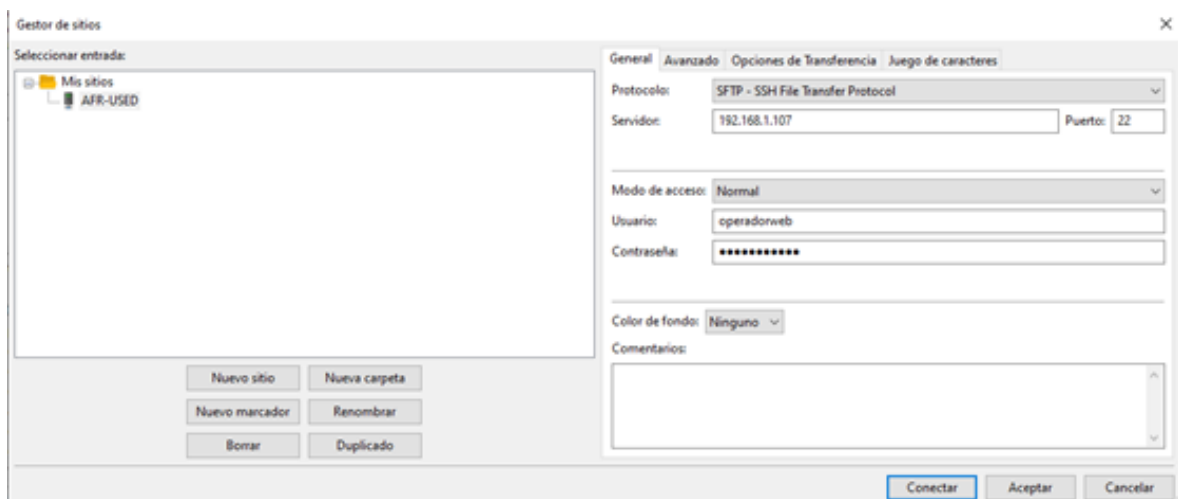 Gestor de sitios
Seleccionar entrada:
Mis sitios
AFR-USED
Nuevo sitio Nueva carpeta
Nuevo marcador Renombrar
Borrar Duplicado
General Avanzado Opciones de Transferencia Juego de caracteres
Protocolo: SFTP - SSH File Transfer Protocol
Servidor: 192.168.1.107 Puerto: 22
Modo de acceso: Normal
Usuario: operadorweb
Contraseña: ●●●●●●●●●●●
Color de fondo: Ninguno
Comentarios:
Conectar Aceptar Cancelar